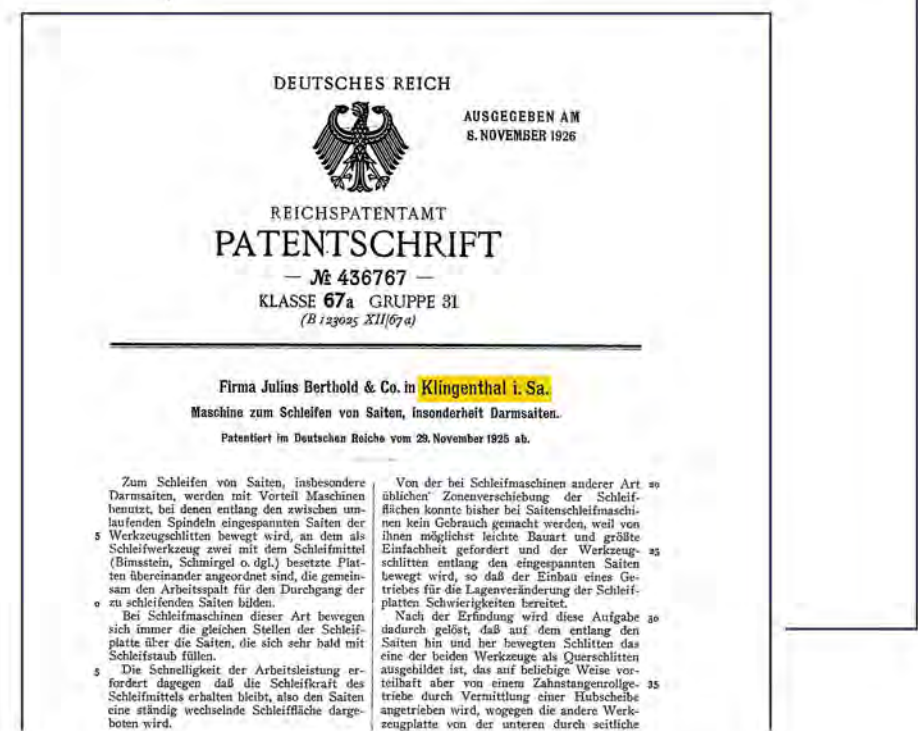 DEUTSCHES REICH
AUSGEGEBEN AM
8. NOVEMBER 1926
REICHSPATENTAMT
PATENTSCHRIFT
— № 436767 —
KLASSE 67a GRUPPE 31
(B 123025 XII|67a)
Firma Julius Berthold & Co. in Klingenthal i. Sa.
Maschine zum Schleifen von Saiten, insonderheit Darmsaiten.
Patentiert im Deutschen Reiche vom 29. November 1925 ab.
Zum Schleifen von Saiten, insbesondere
Darmsaiten, werden mit Vorteil Maschinen
benutzt, bei denen entlang den zwischen um-
laufenden Spindeln eingespannten Saiten der
5 Werkzeugschlitten bewegt wird, an dem als
Schleifwerkzeug zwei mit dem Schleifmittel
(Bimsstein, Schmirgel o. dgl.) besetzte Plat-
ten übereinander angeordnet sind, die gemein-
sam den Arbeitsspalt für den Durchgang der
o zu schleifenden Saiten bilden.
Bei Schleifmaschinen dieser Art bewegen
sich immer die gleichen Stellen der Schleif-
platte über die Saiten, die sich sehr bald mit
Schleifstaub füllen.
5 Die Schnelligkeit der Arbeitsleistung er-
fordert dagegen daß die Schleifkraft des
Schleifmittels erhalten bleibt, also den Saiten
eine ständig wechselnde Schleiffläche darge-
boten wird.
Von der bei Schleifmaschinen anderer Art 20
üblichen Zonenverschiebung der Schleif-
flächen konnte bisher bei Saitenschleifmaschi-
nen kein Gebrauch gemacht werden, weil von
ihnen möglichst leichte Bauart und größte
Einfachheit gefordert und der Werkzeug- 25
schlitten entlang den eingespannten Saiten
bewegt wird, so daß der Einbau eines Ge-
triebes für die Lagenveränderung der Schleif-
platten Schwierigkeiten bereitet.
Nach der Erfindung wird diese Aufgabe 30
dadurch gelöst, daß auf dem entlang den
Saiten hin und her bewegten Schlitten das
eine der beiden Werkzeuge als Querschlitten
ausgebildet ist, das auf beliebige Weise vor-
teilhaft aber von einem Zahnstangenrollge- 35
triebe durch Vermittlung einer Hubscheibe
angetrieben wird, wogegen die andere Werk-
zeugplatte von der unteren durch seitliche